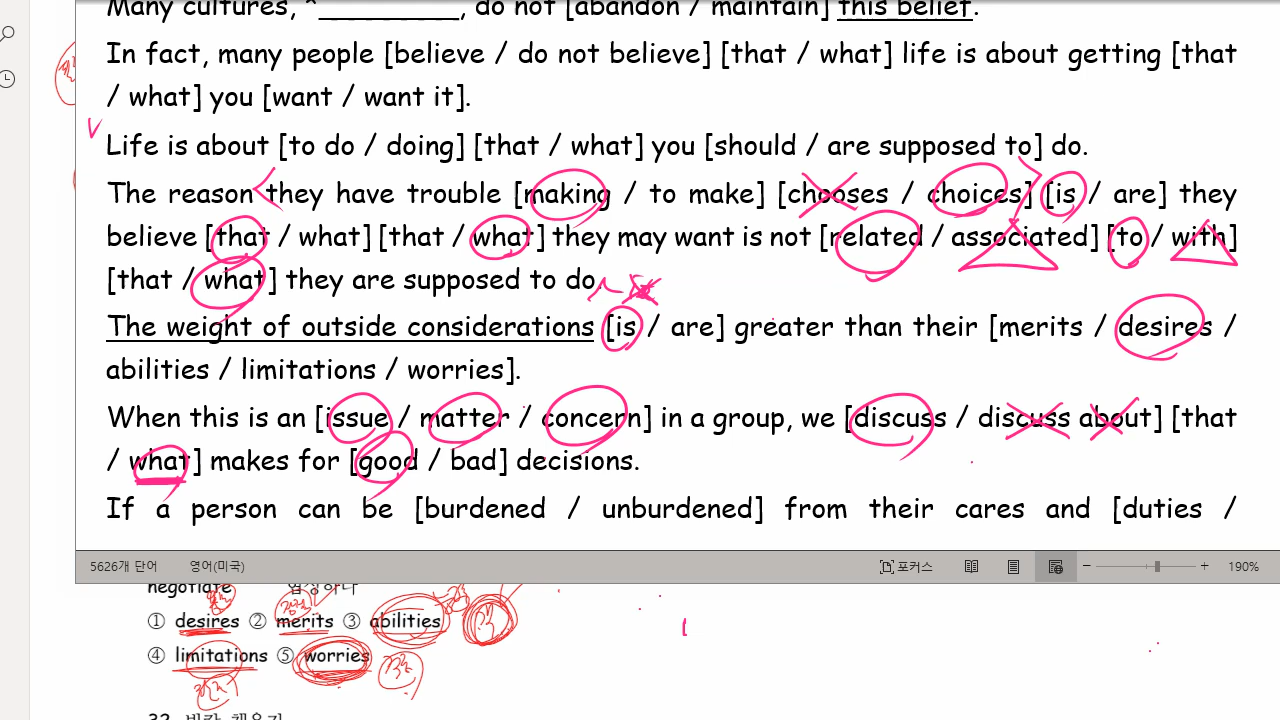 Many cultures, *__________, do not [abandon / maintain] this belief.
In fact, many people [believe / do not believe] [that / what] life is about getting [that
/ what] you [want / want it].
Life is about [to do / doing] [that / what] you [should / are supposed to] do.
The reason they have trouble [making / to make] [chooses / choices] [is / are] they
believe [that / what] [that / what] they may want is not [related / associated] [to / with]
[that / what] they are supposed to do.
The weight of outside considerations [is / are] greater than their [merits / desires /
abilities / limitations / worries].
When this is an [issue / matter / concern] in a group, we [discuss / discuss about] [that
/ what] makes for [good / bad] decisions.
If a person can be [burdened / unburdened] from their cares and [duties /
5626개 단어 영어(미국) 포커스 190%
negotiate 협상하다
① desires ② merits ③ abilities
④ limitations ⑤ worries